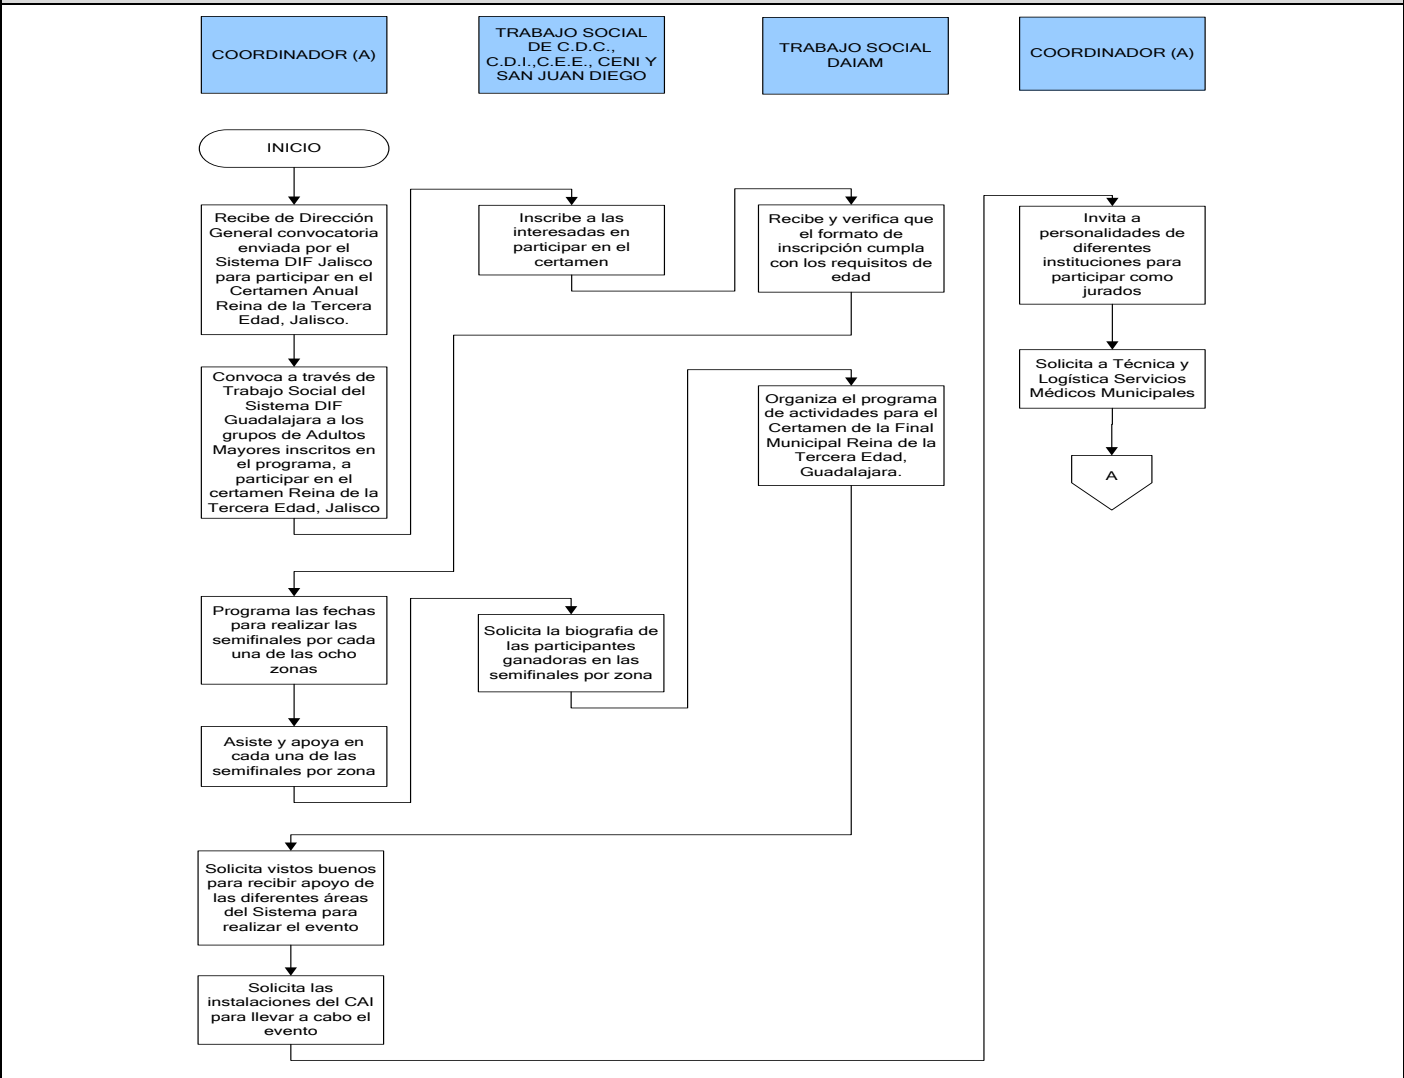 COORDINADOR (A)
TRABAJO SOCIAL
DE C.D.C.,
C.D.I.,C.E.E., CENI Y
SAN JUAN DIEGO
TRABAJO SOCIAL
DAIAM
COORDINADOR (A)
INICIO
Recibe de Dirección
General convocatoria
enviada por el
Sistema DIF Jalisco
para participar en el
Certamen Anual
Reina de la Tercera
Edad, Jalisco.
Convoca a través de
Trabajo Social del
Sistema DIF
Guadalajara a los
grupos de Adultos
Mayores inscritos en
el programa, a
participar en el
certamen Reina de la
Tercera Edad, Jalisco
Inscribe a las
interesadas en
participar en el
certamen
Recibe y verifica que
el formato de
inscripción cumpla
con los requisitos de
edad
Programa las fechas
para realizar las
semifinales por cada
una de las ocho
zonas
Asiste y apoya en
cada una de las
semifinales por zona
Solicita la biografia de
las participantes
ganadoras en las
semifinales por zona
Organiza el programa
de actividades para el
Certamen de la Final
Municipal Reina de la
Tercera Edad,
Guadalajara.
Solicita vistos buenos
para recibir apoyo de
las diferentes áreas
del Sistema para
realizar el evento
Solicita las
instalaciones del CAI
para llevar a cabo el
evento
Invita a
personalidades de
diferentes
instituciones para
participar como
jurados
Solicita a Técnica y
Logística Servicios
Médicos Municipales
A